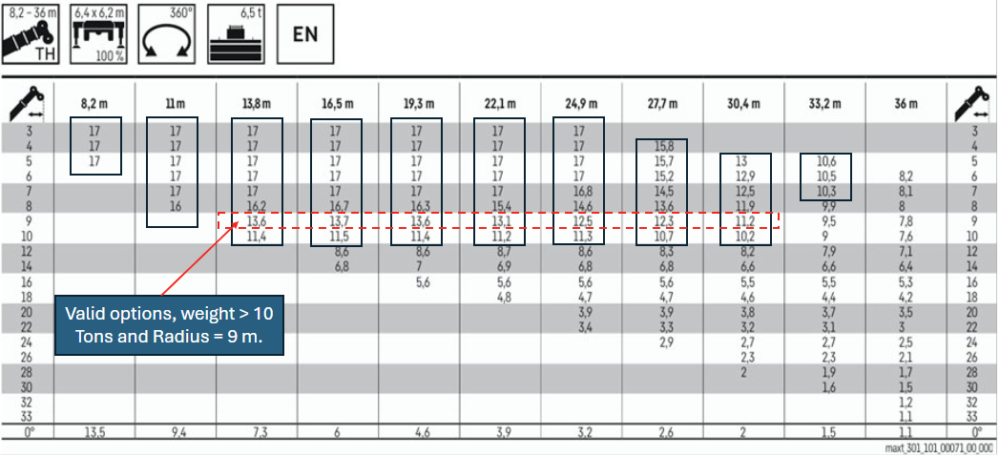 8,2 - 36 m 6,4 x 6,2 m 360° 6,5 t EN
TH 100 %
8,2 m 11 m 13,8 m 16,5 m 19,3 m 22,1 m 24,9 m 27,7 m 30,4 m 33,2 m 36 m
3 17 17 17 17 17 17 17 3
4 17 17 17 17 17 17 17 15,8 4
5 17 17 17 17 17 17 17 15,7 13 10,6 5
6 17 17 17 17 17 17 15,2 12,9 10,5 8,2 6
7 17 17 17 17 17 16,8 14,5 12,5 10,3 8,1 7
8 16 16,2 16,7 16,3 15,4 14,6 13,6 11,9 9,9 8 8
9 13,6 13,7 13,6 13,1 12,5 12,3 11,2 9,5 7,8 9
10 11,4 11,5 11,4 11,2 11,3 10,7 10,2 9 7,6 10
12 8,6 8,6 8,7 8,6 8,3 8,2 7,9 7,1 12
14 6,8 7 6,9 6,8 6,8 6,6 6,6 6,4 14
16 5,6 5,6 5,6 5,6 5,5 5,5 5,3 16
18 4,8 4,7 4,7 4,6 4,4 4,2 18
20 3,9 3,9 3,8 3,7 3,5 20
22 3,4 3,3 3,2 3,1 3 22
24 2,9 2,7 2,7 2,5 24
26 2,3 2,3 2,1 26
28 2 1,9 1,7 28
30 1,6 1,5 30
32 1,2 32
33 1,1 33
0° 13,5 9,4 7,3 6 4,6 3,9 3,2 2,6 2 1,5 1,1 0°
Valid options, weight > 10
Tons and Radius = 9 m.
maxt_301_101_00071_00_000